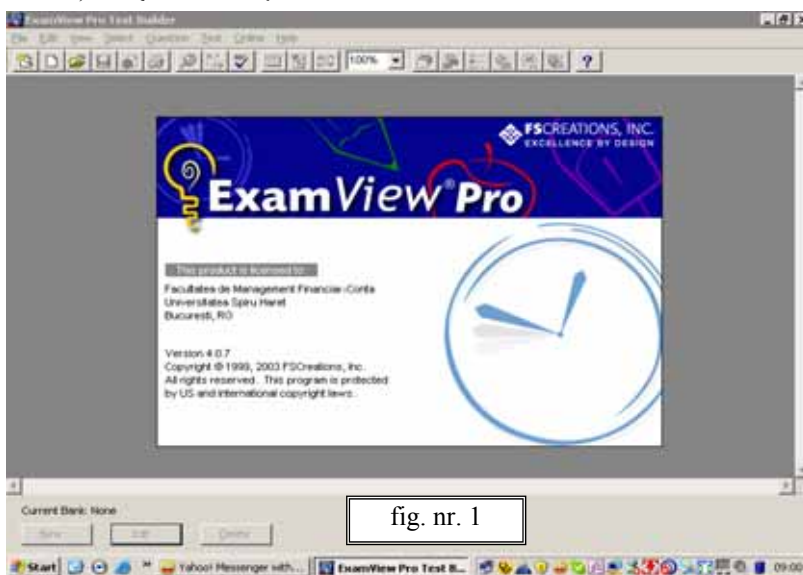 ExamView Pro Test Builder
File Edit View Select Question Test Online Help
100%
FSCREATIONS, INC.
EXCELLENCE BY DESIGN
ExamView® Pro
This product is licensed to:
Facultatea de Management Financiar-Conta
Universitatea Spiru Haret
Bucuresti, RO
Version 4.0.7
Copyright © 1999, 2003 FSCreations, Inc.
All rights reserved. This program is protected
by US and international copyright laws.
Current Bank: None
New Edit Delete
fig. nr. 1
Start Yahoo! Messenger with... ExamView Pro Test B... 09:00